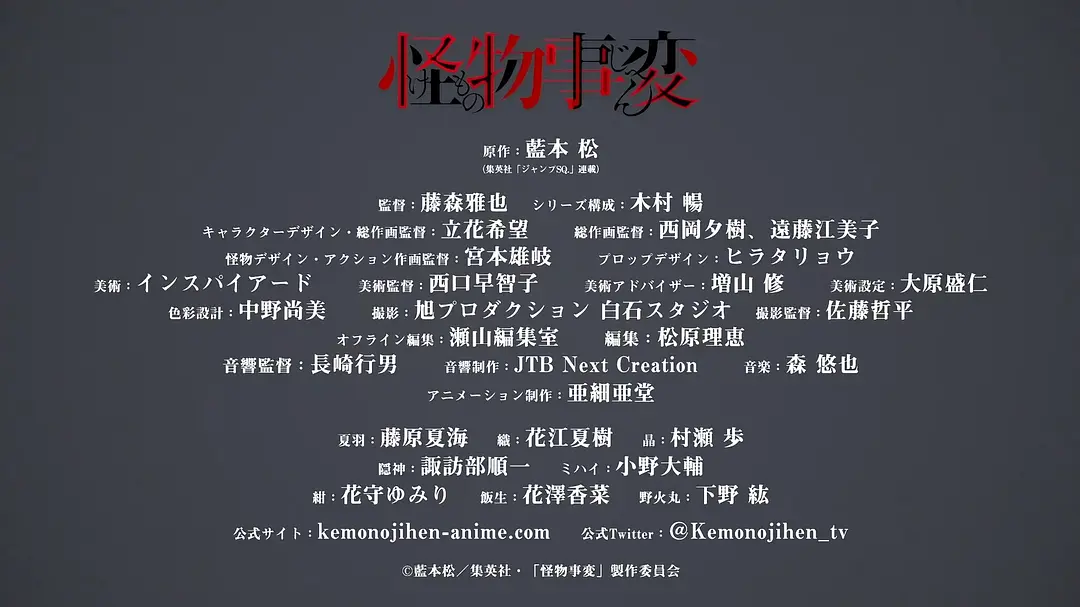 怪物事変
けもの じへん
原作：藍本 松
(集英社「ジャンプSQ.」連載)
監督：藤森雅也 シリーズ構成：木村 暢
キャラクターデザイン・総作画監督：立花希望 総作画監督：西岡夕樹、遠藤江美子
怪物デザイン・アクション作画監督：宮本雄岐 プロップデザイン：ヒラタリョウ
美術：インスパイアード 美術監督：西口早智子 美術アドバイザー：増山 修 美術設定：大原盛仁
色彩設計：中野尚美 撮影：旭プロダクション 白石スタジオ 撮影監督：佐藤哲平
オフライン編集：瀬山編集室 編集：松原理恵
音響監督：長崎行男 音響制作：JTB Next Creation 音楽：森 悠也
アニメーション制作：亜細亜堂
夏羽：藤原夏海 織：花江夏樹 晶：村瀬 歩
隠神：諏訪部順一 ミハイ：小野大輔
紺：花守ゆみり 飯生：花澤香菜 野火丸：下野 紘
公式サイト：kemonojihen-anime.com 公式Twitter：@Kemonojihen_tv
©藍本松／集英社・「怪物事変」製作委員会